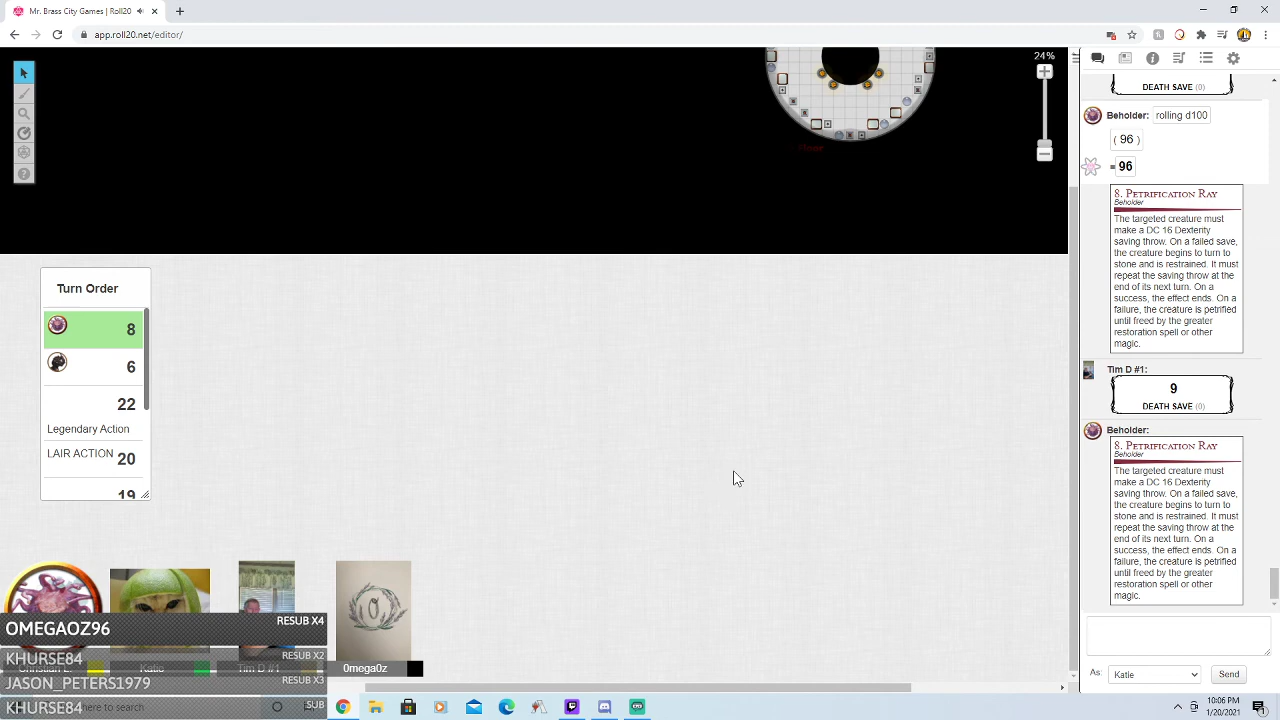 Mr. Brass City Games | Roll20
app.roll20.net/editor/
24%
Floor
Turn Order
8
6
22
Legendary Action
LAIR ACTION 20
19
DEATH SAVE (0)
Beholder: rolling d100
( 96 )
= 96
8. Petrification Ray
Beholder
The targeted creature must
make a DC 16 Dexterity
saving throw. On a failed save,
the creature begins to turn to
stone and is restrained. It must
repeat the saving throw at the
end of its next turn. On a
success, the effect ends. On a
failure, the creature is petrified
until freed by the greater
restoration spell or other
magic.
Tim D #1:
9
DEATH SAVE (0)
Beholder:
8. Petrification Ray
Beholder
The targeted creature must
make a DC 16 Dexterity
saving throw. On a failed save,
the creature begins to turn to
stone and is restrained. It must
repeat the saving throw at the
end of its next turn. On a
success, the effect ends. On a
failure, the creature is petrified
until freed by the greater
restoration spell or other
magic.
As: Katie Send
OMEGAOZ96 RESUB X4
KHURSE84 RESUB X2
Katie Tim D #1 0mega0z
JASON_PETERS1979 RESUB X3
KHURSE84 SUB
here to search
10:06 PM
1/20/2021